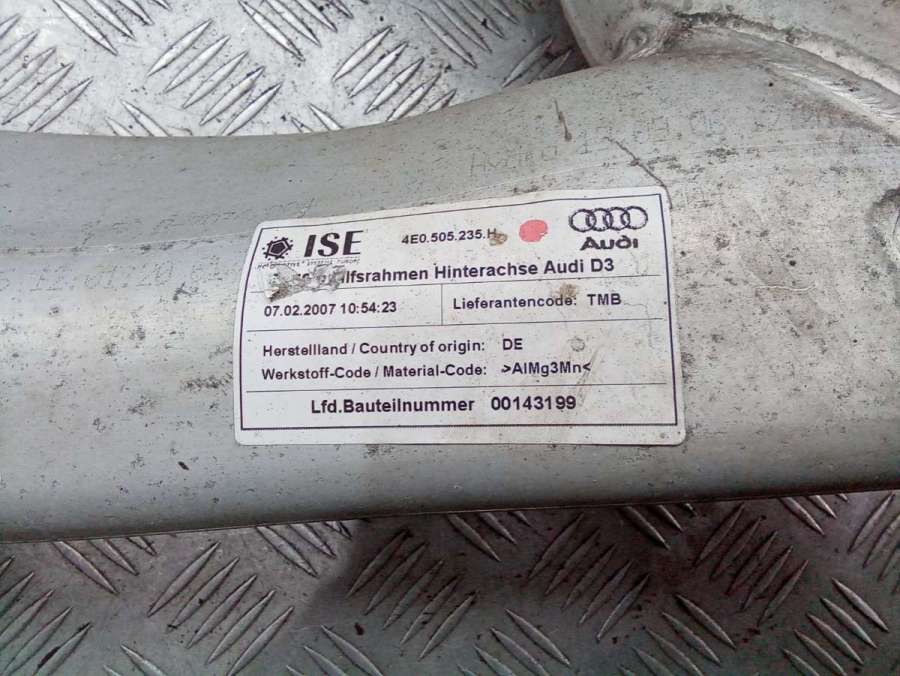 ISE
4E0.505.235.H
Audi
Hinterachse Audi D3
07.02.2007 10:54:23
Lieferantencode: TMB
Herstellland / Country of origin: DE
Werkstoff-Code / Material-Code: >AlMg3Mn<
Lfd.Bauteilnummer 00143199